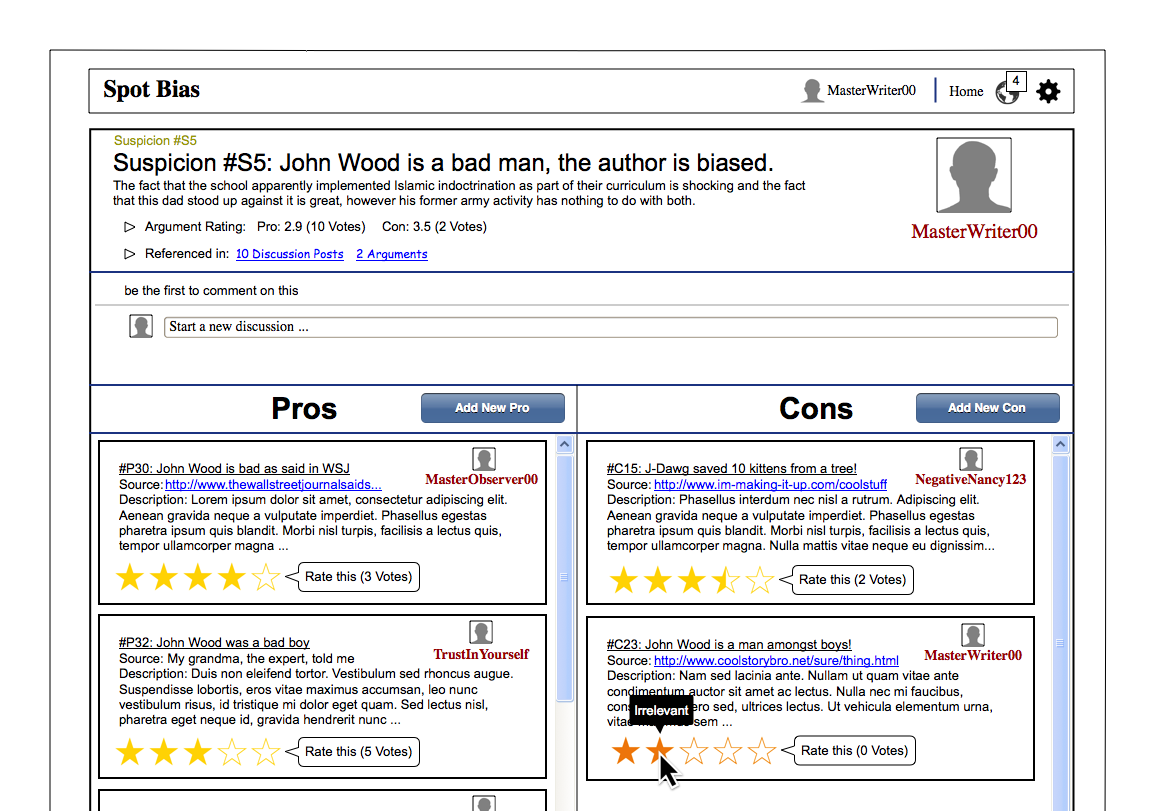 Spot Bias
MasterWriter00
Home
4
Suspicion #S5
Suspicion #S5: John Wood is a bad man, the author is biased.
The fact that the school apparently implemented Islamic indoctrination as part of their curriculum is shocking and the fact
that this dad stood up against it is great, however his former army activity has nothing to do with both.
MasterWriter00
Argument Rating: Pro: 2.9 (10 Votes) Con: 3.5 (2 Votes)
Referenced in: 10 Discussion Posts 2 Arguments
be the first to comment on this
Start a new discussion ...
Pros
Add New Pro
Cons
Add New Con
#P30: John Wood is bad as said in WSJ
MasterObserver00
Source: http://www.thewallstreetjournalsaids...
Description: Lorem ipsum dolor sit amet, consectetur adipiscing elit.
Aenean gravida neque a vulputate imperdiet. Phasellus egestas
pharetra ipsum quis blandit. Morbi nisl turpis, facilisis a lectus quis,
tempor ullamcorper magna ...
Rate this (3 Votes)
#P32: John Wood was a bad boy
TrustInYourself
Source: My grandma, the expert, told me
Description: Duis non eleifend tortor. Vestibulum sed rhoncus augue.
Suspendisse lobortis, eros vitae maximus accumsan, leo nunc
vestibulum risus, id tristique mi dolor eget quam. Sed lectus nisl,
pharetra eget neque id, gravida hendrerit nunc ...
Rate this (5 Votes)
#C15: J-Dawg saved 10 kittens from a tree!
NegativeNancy123
Source: http://www.im-making-it-up.com/coolstuff
Description: Phasellus interdum nec nisl a rutrum. Adipiscing elit.
Aenean gravida neque a vulputate imperdiet. Phasellus egestas
pharetra ipsum quis blandit. Morbi nisl turpis, facilisis a lectus quis,
tempor ullamcorper magna. Nulla mattis vitae neque eu dignissim...
Rate this (2 Votes)
#C23: John Wood is a man amongst boys!
MasterWriter00
Source: http://www.coolstorybro.net/sure/thing.html
Description: Nam sed lacinia ante. Nullam ut quam vitae ante
condimentum auctor sit amet ac lectus. Nulla nec mi faucibus,
sed, ultrices lectus. Ut vehicula elementum urna,
sem ...
Irrelevant
Rate this (0 Votes)